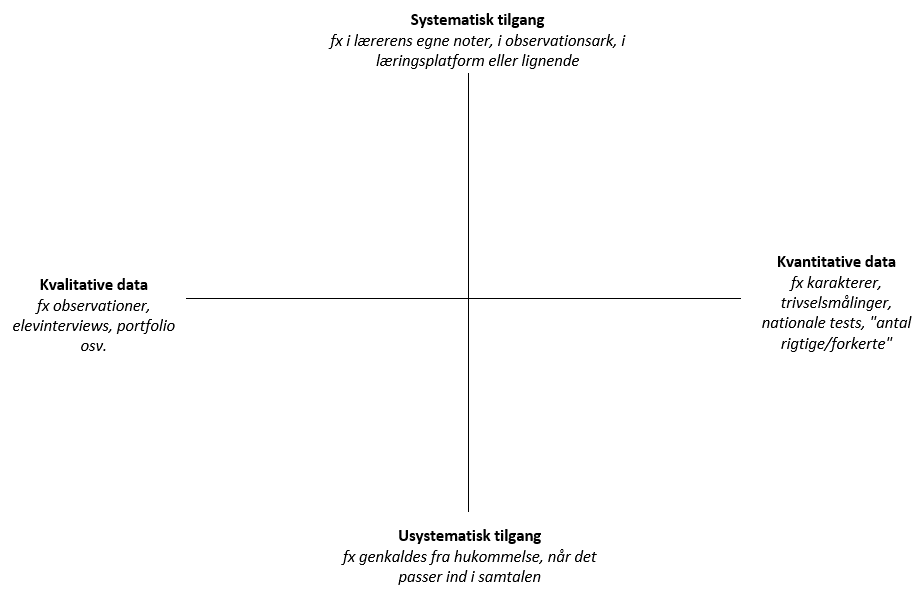 Systematisk tilgang
fx i lærerens egne noter, i observationsark, i
læringsplatform eller lignende
Kvalitative data
fx observationer,
elevinterviews, portfolio
osv.
Kvantitative data
fx karakterer,
trivselsmålinger,
nationale tests, "antal
rigtige/forkerte"
Usystematisk tilgang
fx genkaldes fra hukommelse, når det
passer ind i samtalen